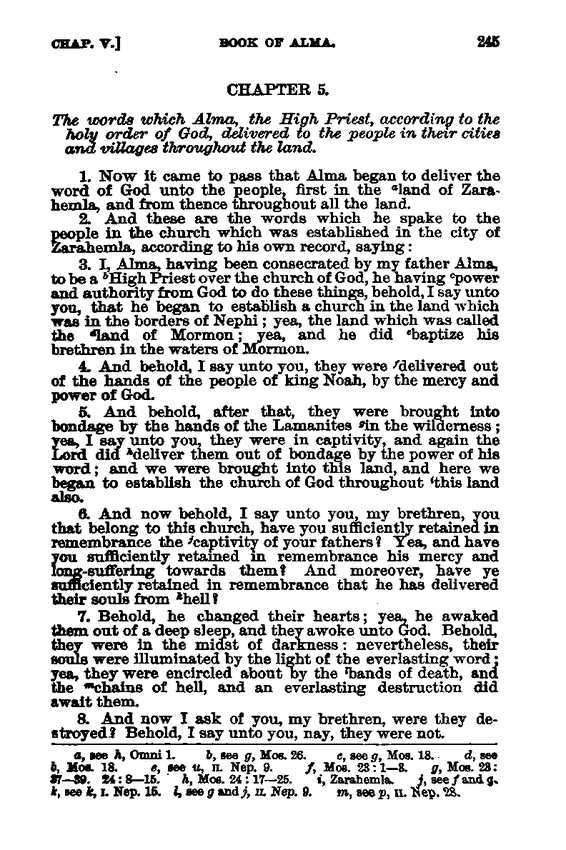 CHAP. V.] BOOK OF ALMA. 245
CHAPTER 5.
The words which Alma, the High Priest, according to the
holy order of God, delivered to the people in their cities
and villages throughout the land.
1. Now it came to pass that Alma began to deliver the
word of God unto the people, first in the ᵃland of Zara-
hemla, and from thence throughout all the land.
2. And these are the words which he spake to the
people in the church which was established in the city of
Zarahemla, according to his own record, saying:
3. I, Alma, having been consecrated by my father Alma,
to be a ᵇHigh Priest over the church of God, he having ᶜpower
and authority from God to do these things, behold, I say unto
you, that he began to establish a church in the land which
was in the borders of Nephi; yea, the land which was called
the ᵈland of Mormon; yea, and he did ᵉbaptize his
brethren in the waters of Mormon.
4. And behold, I say unto you, they were ᶠdelivered out
of the hands of the people of king Noah, by the mercy and
power of God.
5. And behold, after that, they were brought into
bondage by the hands of the Lamanites ᵍin the wilderness;
yea, I say unto you, they were in captivity, and again the
Lord did ʰdeliver them out of bondage by the power of his
word; and we were brought into this land, and here we
began to establish the church of God throughout ⁱthis land
also.
6. And now behold, I say unto you, my brethren, you
that belong to this church, have you sufficiently retained in
remembrance the ʲcaptivity of your fathers? Yea, and have
you sufficiently retained in remembrance his mercy and
long-suffering towards them? And moreover, have ye
sufficiently retained in remembrance that he has delivered
their souls from ᵏhell?
7. Behold, he changed their hearts; yea, he awaked
them out of a deep sleep, and they awoke unto God. Behold,
they were in the midst of darkness: nevertheless, their
souls were illuminated by the light of the everlasting word;
yea, they were encircled about by the ˡbands of death, and
the ᵐchains of hell, and an everlasting destruction did
await them.
8. And now I ask of you, my brethren, were they de-
stroyed? Behold, I say unto you, nay, they were not.
a, see h, Omni 1. b, see g, Mos. 26. c, see g, Mos. 18. d, see
b, Mos. 18. e, see u, II. Nep. 9. f, Mos. 23:1—8. g, Mos. 23:
37—39. 24:8—15. h, Mos. 24:17—25. i, Zarahemla. j, see f and g.
k, see k, I. Nep. 15. l, see g and j, II. Nep. 9. m, see p, II. Nep. 28.